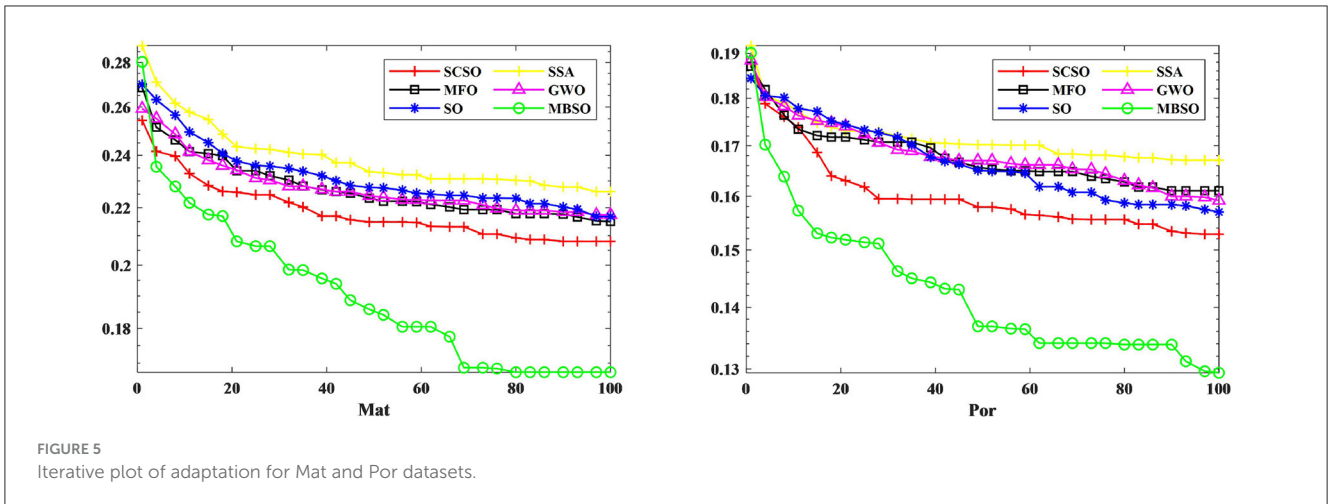 0.28
0.26
0.24
0.22
0.2
0.18
0 20 40 60 80 100
Mat
SCSO SSA
MFO GWO
SO MBSO
0.19
0.18
0.17
0.16
0.15
0.14
0.13
0 20 40 60 80 100
Por
SCSO SSA
MFO GWO
SO MBSO
FIGURE 5
Iterative plot of adaptation for Mat and Por datasets.